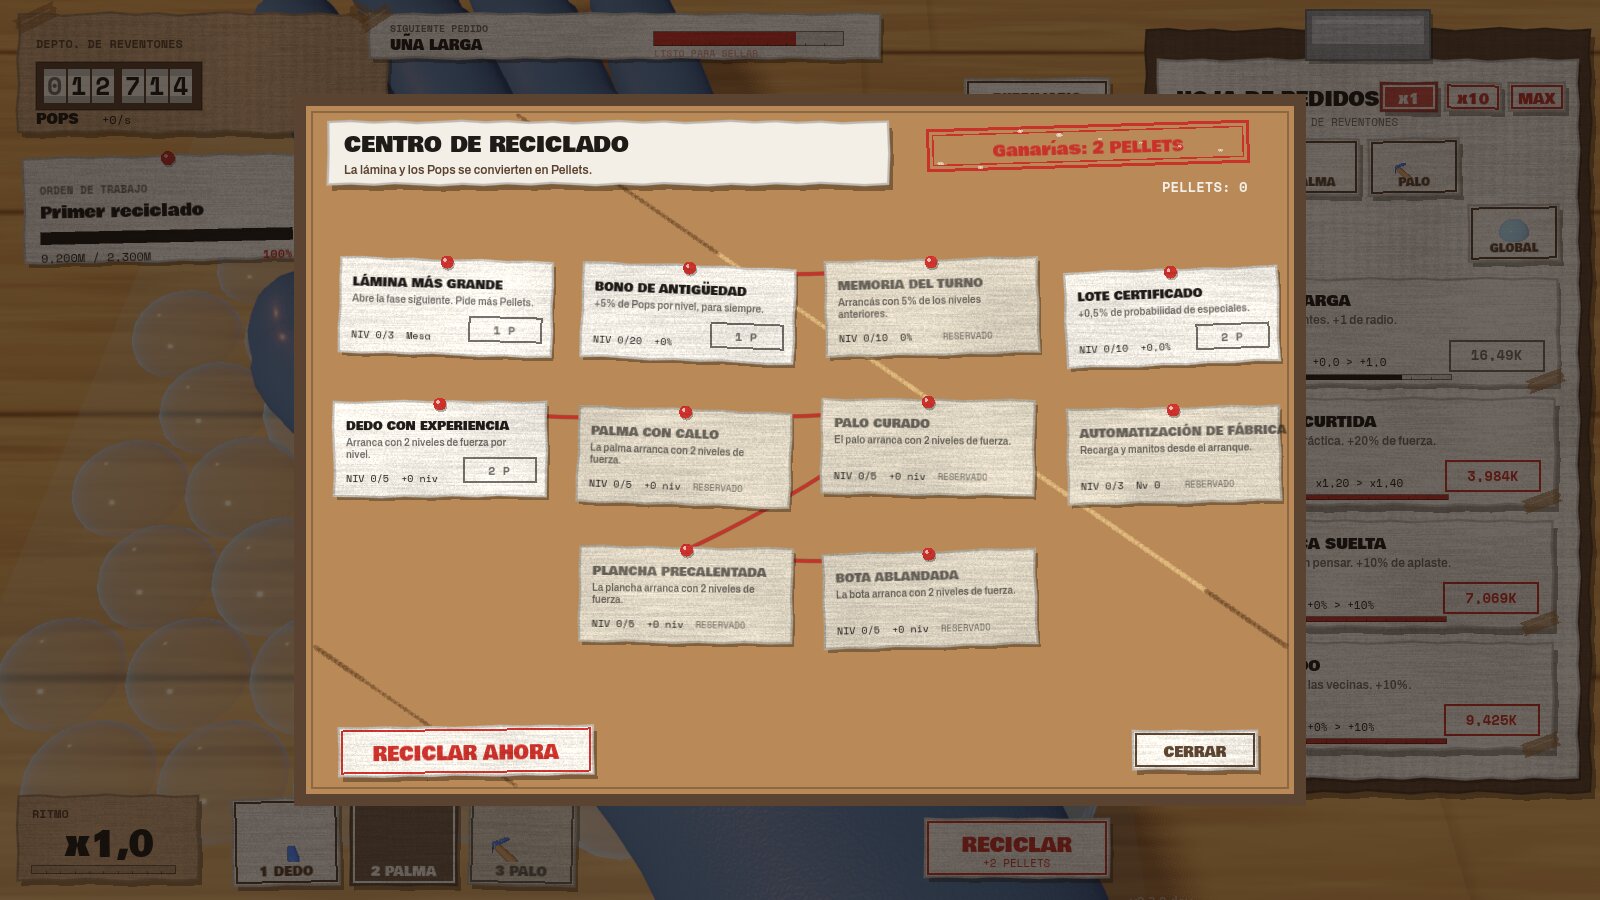 DEPTO. DE REVENTONES
012 714
POPS +0/s
SIGUIENTE PEDIDO
UÑA LARGA
LISTO PARA SELLAR
ORDEN DE TRABAJO
Primer reciclado
9.200M / 2.300M 100%
CENTRO DE RECICLADO
La lámina y los Pops se convierten en Pellets.
Ganarías: 2 PELLETS
PELLETS: 0
LÁMINA MÁS GRANDE
Abre la fase siguiente. Pide más Pellets.
NIV 0/3 Mesa 1 P
BONO DE ANTIGÜEDAD
+5% de Pops por nivel, para siempre.
NIV 0/20 +0% 1 P
MEMORIA DEL TURNO
Arrancás con 5% de los niveles
anteriores.
NIV 0/10 0% RESERVADO
LOTE CERTIFICADO
+0,5% de probabilidad de especiales.
NIV 0/10 +0,0% 2 P
DEDO CON EXPERIENCIA
Arranca con 2 niveles de fuerza por
nivel.
NIV 0/5 +0 niv 2 P
PALMA CON CALLO
La palma arranca con 2 niveles de
fuerza.
NIV 0/5 +0 niv RESERVADO
PALO CURADO
El palo arranca con 2 niveles de fuerza.
NIV 0/5 +0 niv RESERVADO
AUTOMATIZACIÓN DE FÁBRICA
Recarga y manitos desde el arranque.
NIV 0/3 Nv 0 RESERVADO
PLANCHA PRECALENTADA
La plancha arranca con 2 niveles de
fuerza.
NIV 0/5 +0 niv RESERVADO
BOTA ABLANDADA
La bota arranca con 2 niveles de fuerza.
NIV 0/5 +0 niv RESERVADO
RECICLAR AHORA
CERRAR
HOJA DE PEDIDOS x1 x10 MAX
DE REVENTONES
LMA PALO
GLOBAL
ARGA
ntes. +1 de radio.
+0,0 > +1,0 16,49K
CURTIDA
ráctica. +20% de fuerza.
x1,20 > x1,40 3,984K
A SUELTA
n pensar. +10% de aplaste.
+0% > +10% 7,069K
DO
las vecinas. +10%.
+0% > +10% 9,425K
RITMO
x1,0
1 DEDO
2 PALMA
3 PALO
RECICLAR
+2 PELLETS